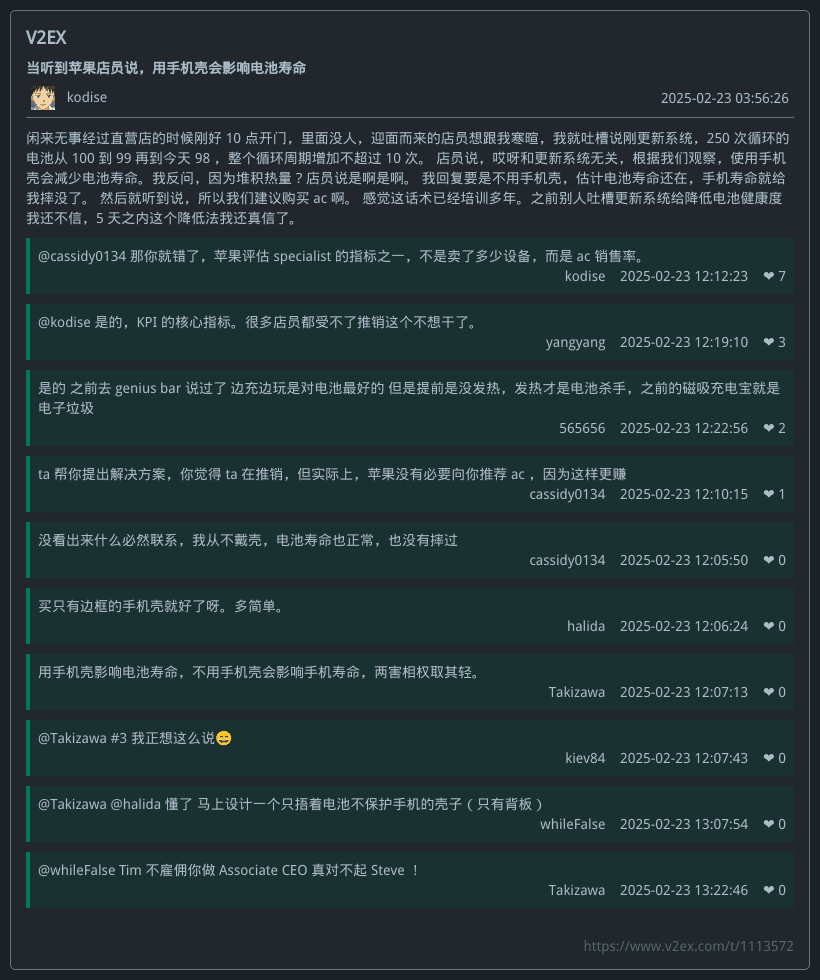 V2EX
当听到苹果店员说，用手机壳会影响电池寿命
kodise 2025-02-23 03:56:26
闲来无事经过直营店的时候刚好 10 点开门，里面没人，迎面而来的店员想跟我寒暄，我就吐槽说刚更新系统，250 次循环的
电池从 100 到 99 再到今天 98 ，整个循环周期增加不超过 10 次。 店员说，哎呀和更新系统无关，根据我们观察，使用手机
壳会减少电池寿命。我反问，因为堆积热量？店员说是啊是啊。 我回复要是不用手机壳，估计电池寿命还在，手机寿命就给
我摔没了。 然后就听到说，所以我们建议购买 ac 啊。 感觉这话术已经培训多年。之前别人吐槽更新系统给降低电池健康度
我还不信，5 天之内这个降低法我还真信了。
@cassidy0134 那你就错了，苹果评估 specialist 的指标之一，不是卖了多少设备，而是 ac 销售率。
kodise 2025-02-23 12:12:23 ❤ 7
@kodise 是的，KPI 的核心指标。很多店员都受不了推销这个不想干了。
yangyang 2025-02-23 12:19:10 ❤ 3
是的 之前去 genius bar 说过了 边充边玩是对电池最好的 但是提前是没发热，发热才是电池杀手，之前的磁吸充电宝就是
电子垃圾
565656 2025-02-23 12:22:56 ❤ 2
ta 帮你提出解决方案，你觉得 ta 在推销，但实际上，苹果没有必要向你推荐 ac ，因为这样更赚
cassidy0134 2025-02-23 12:10:15 ❤ 1
没看出来什么必然联系，我从不戴壳，电池寿命也正常，也没有摔过
cassidy0134 2025-02-23 12:05:50 ❤ 0
买只有边框的手机壳就好了呀。多简单。
halida 2025-02-23 12:06:24 ❤ 0
用手机壳影响电池寿命，不用手机壳会影响手机寿命，两害相权取其轻。
Takizawa 2025-02-23 12:07:13 ❤ 0
@Takizawa #3 我正想这么说😄
kiev84 2025-02-23 12:07:43 ❤ 0
@Takizawa @halida 懂了 马上设计一个只捂着电池不保护手机的壳子（只有背板）
whileFalse 2025-02-23 13:07:54 ❤ 0
@whileFalse Tim 不雇佣你做 Associate CEO 真对不起 Steve ！
Takizawa 2025-02-23 13:22:46 ❤ 0
https://www.v2ex.com/t/1113572